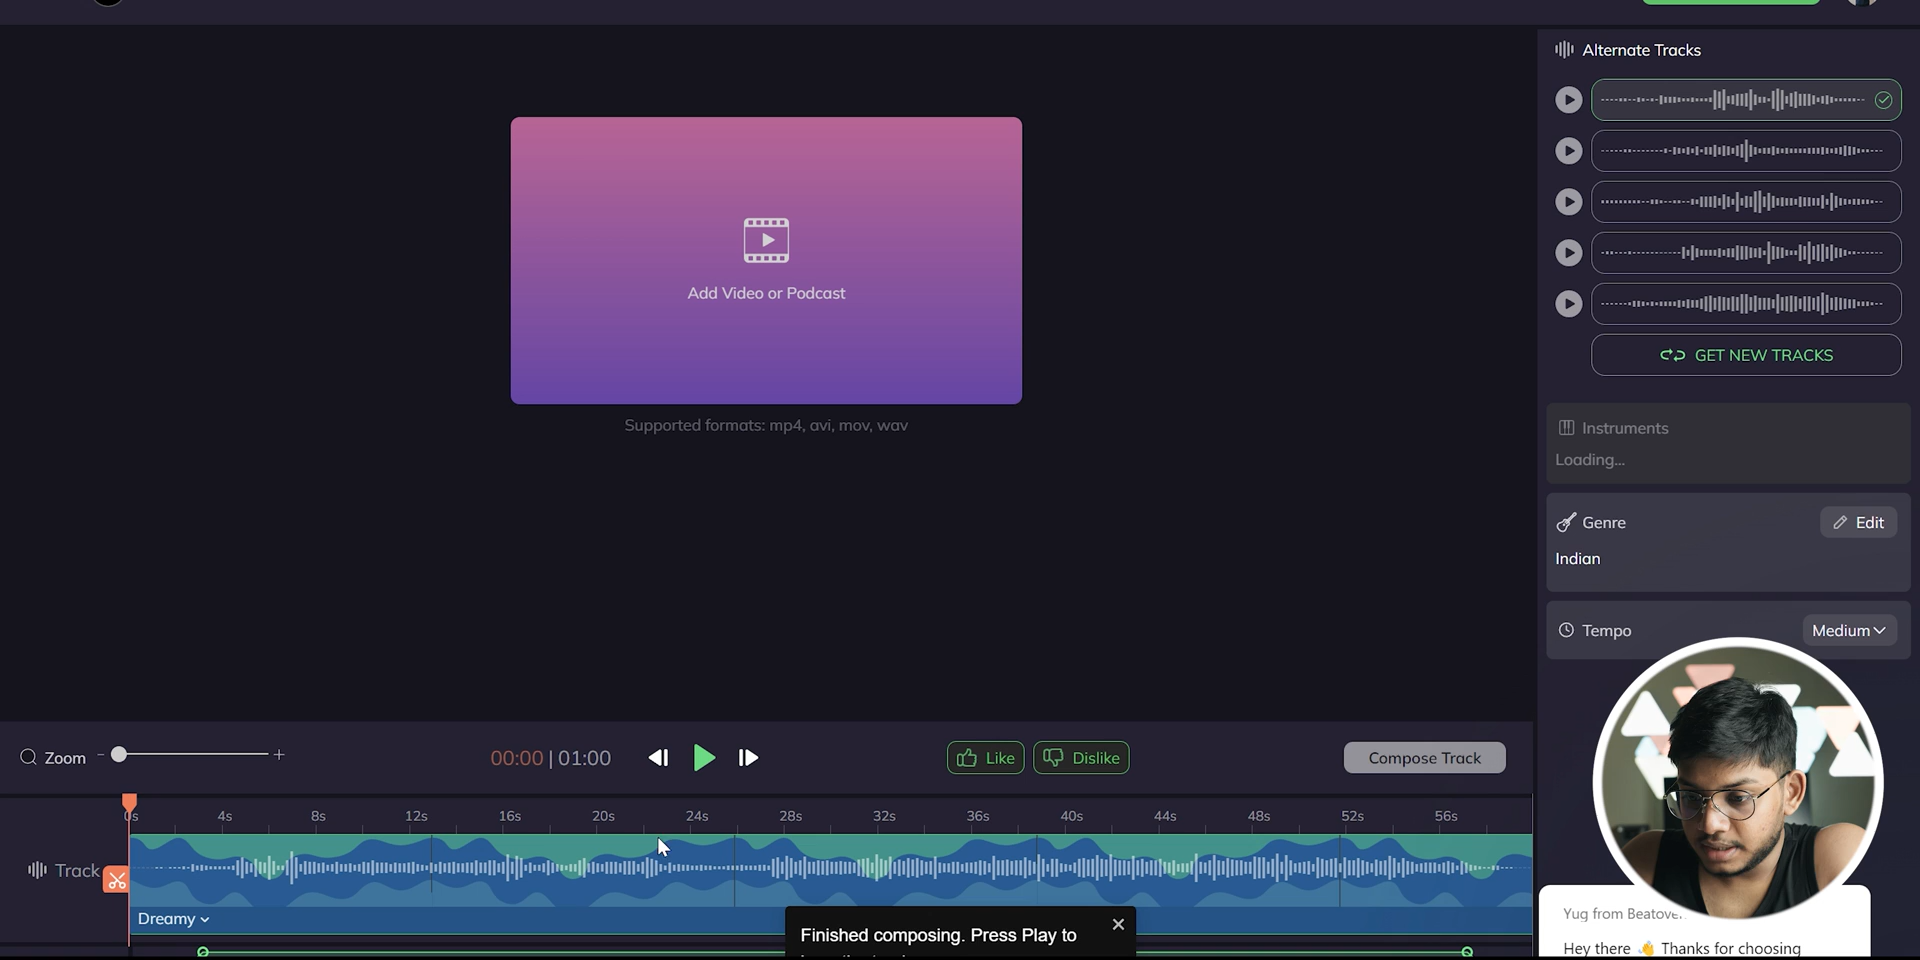 Alternate Tracks
GET NEW TRACKS
Add Video or Podcast
Supported formats: mp4, avi, mov, wav
Instruments
Loading...
Genre
Edit
Indian
Tempo
Medium
Zoom - +
00:00 | 01:00
Like
Dislike
Compose Track
0s 4s 8s 12s 16s 20s 24s 28s 32s 36s 40s 44s 48s 52s 56s
Track
Dreamy
Finished composing. Press Play to
Yug from
Hey there 👋 Thanks for choosing